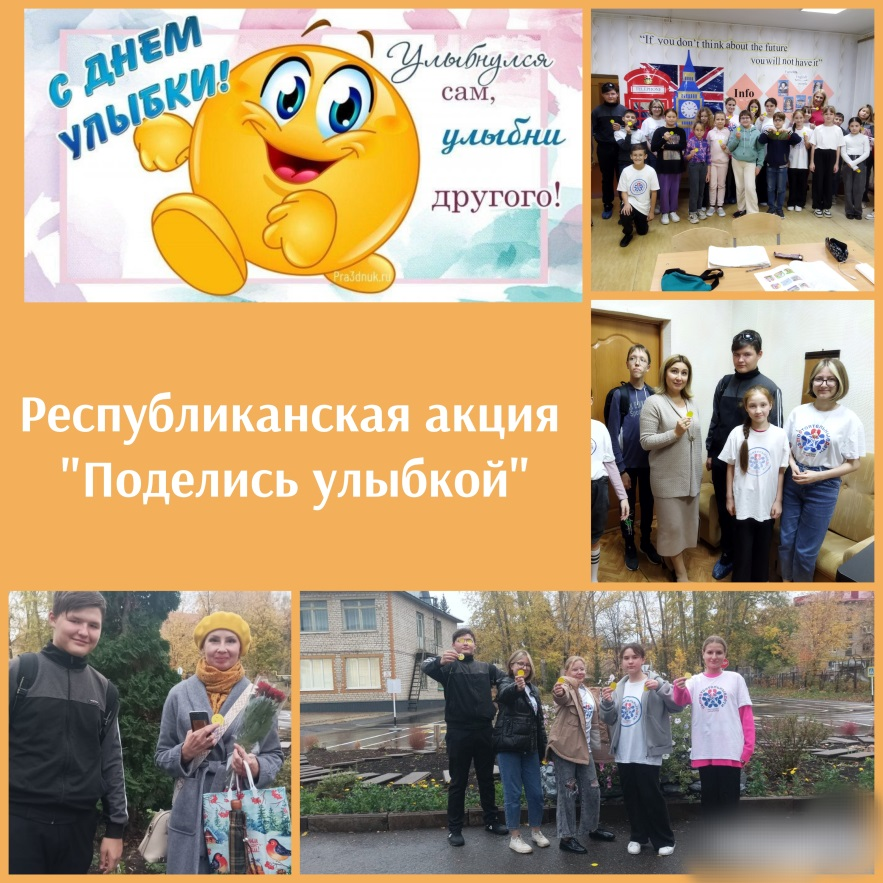 С ДНЕМ
УЛЫБКИ!
Улыбнулся
сам,
улыбни
другого!
Pra3dnuk.ru
"If you don't think about the future
you will not have it"
TELEPHONE
Info
Республиканская акция
"Поделись улыбкой"